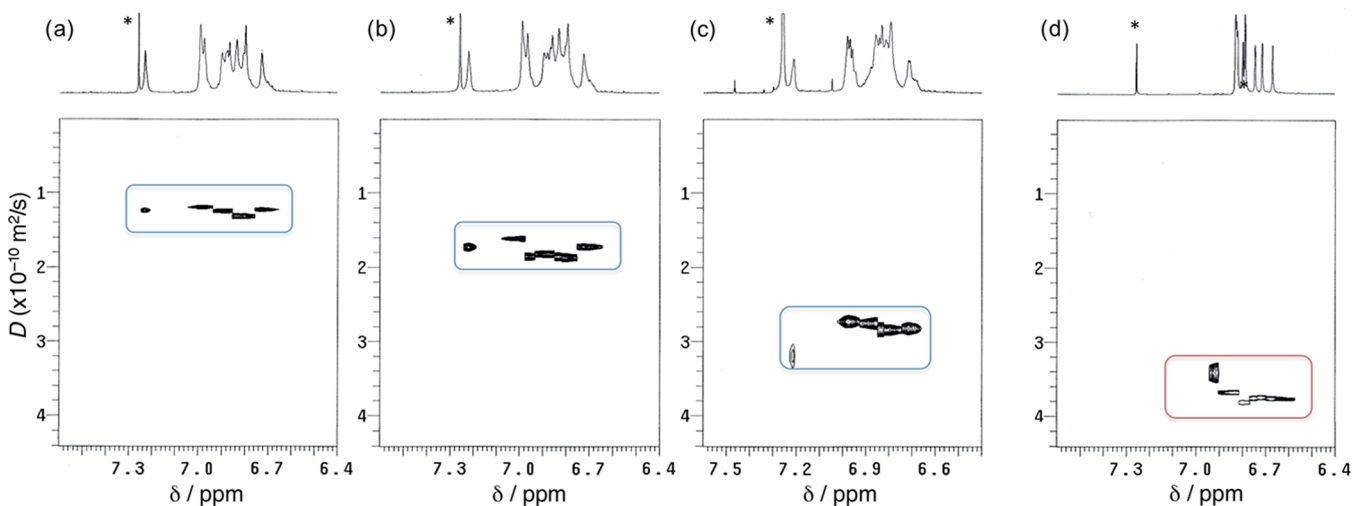 (a) * (b) * (c) * (d) * *
D (x10⁻¹⁰ m²/s)
1 1 1 1
2 2 2 2
3 3 3 3
4 4 4 4
7.3 7.0 6.7 6.4 7.3 7.0 6.7 6.4 7.5 7.2 6.9 6.6 7.3 7.0 6.7 6.4
δ / ppm δ / ppm δ / ppm δ / ppm